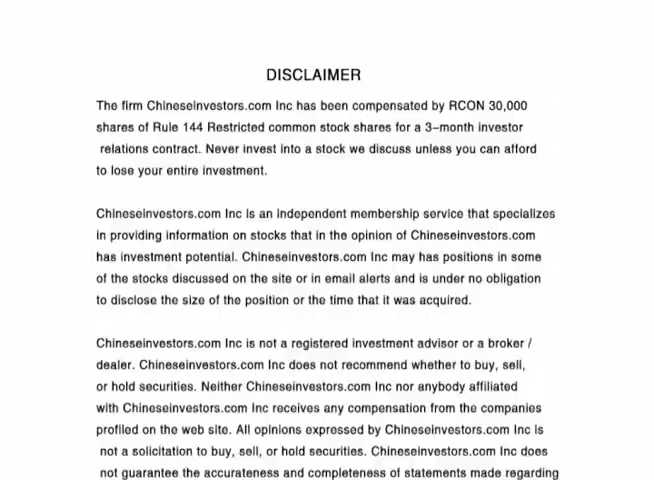 DISCLAIMER
The firm Chineseinvestors.com Inc has been compensated by RCON 30,000
shares of Rule 144 Restricted common stock shares for a 3-month investor
relations contract. Never invest into a stock we discuss unless you can afford
to lose your entire investment.
Chineseinvestors.com Inc is an independent membership service that specializes
in providing information on stocks that in the opinion of Chineseinvestors.com
has investment potential. Chineseinvestors.com Inc may has positions in some
of the stocks discussed on the site or in email alerts and is under no obligation
to disclose the size of the position or the time that it was acquired.
Chineseinvestors.com Inc is not a registered investment advisor or a broker /
dealer. Chineseinvestors.com Inc does not recommend whether to buy, sell,
or hold securities. Neither Chineseinvestors.com Inc nor anybody affiliated
with Chineseinvestors.com Inc receives any compensation from the companies
profiled on the web site. All opinions expressed by Chineseinvestors.com Inc is
not a solicitation to buy, sell, or hold securities. Chineseinvestors.com Inc does
not guarantee the accurateness and completeness of statements made regarding